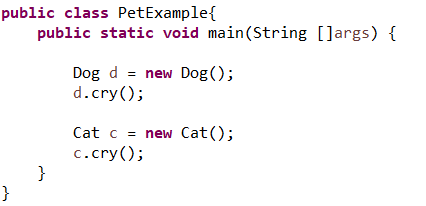 public class PetExample{
    public static void main(String []args) {
        Dog d = new Dog();
        d.cry();
        Cat c = new Cat();
        c.cry();
    }
}